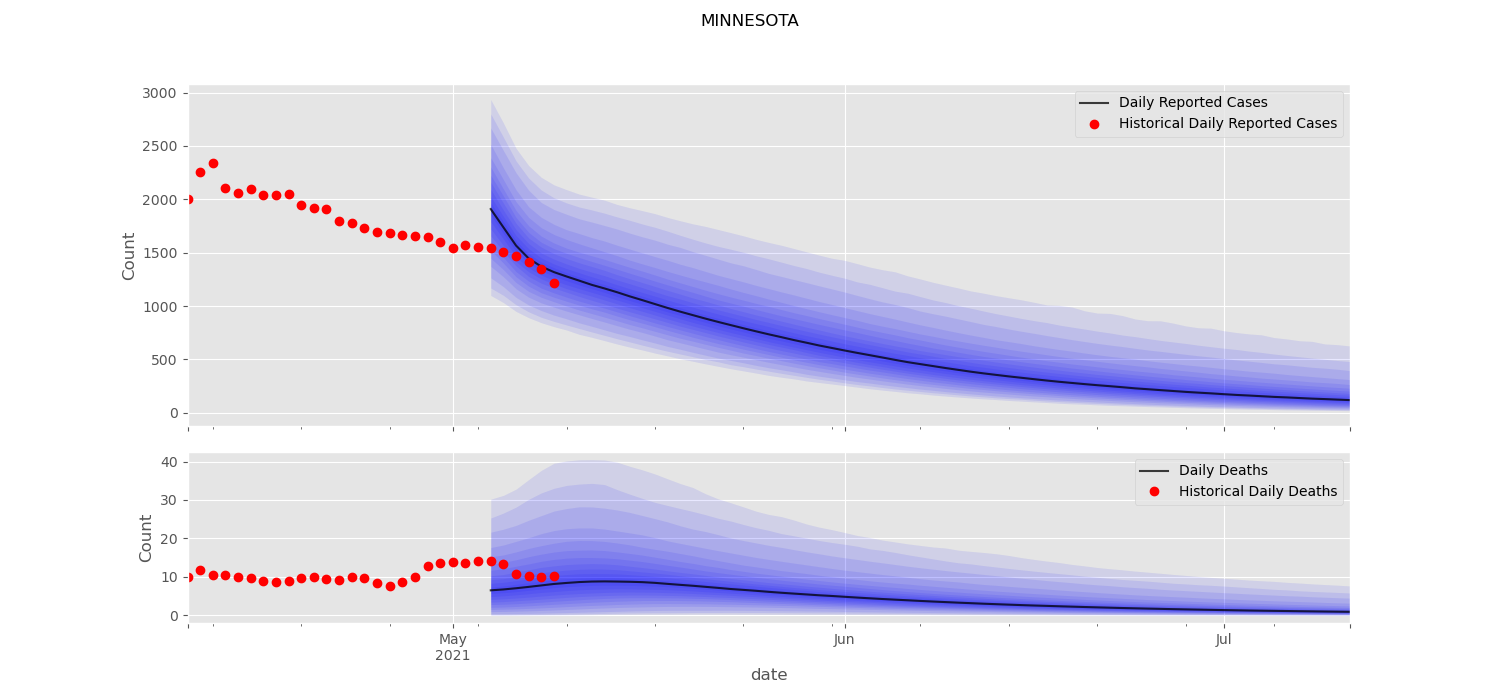 MINNESOTA
3000
2500
2000
1500
1000
500
0
Count
Daily Reported Cases
Historical Daily Reported Cases
40
30
20
10
0
Count
Daily Deaths
Historical Daily Deaths
May
2021
Jun
Jul
date